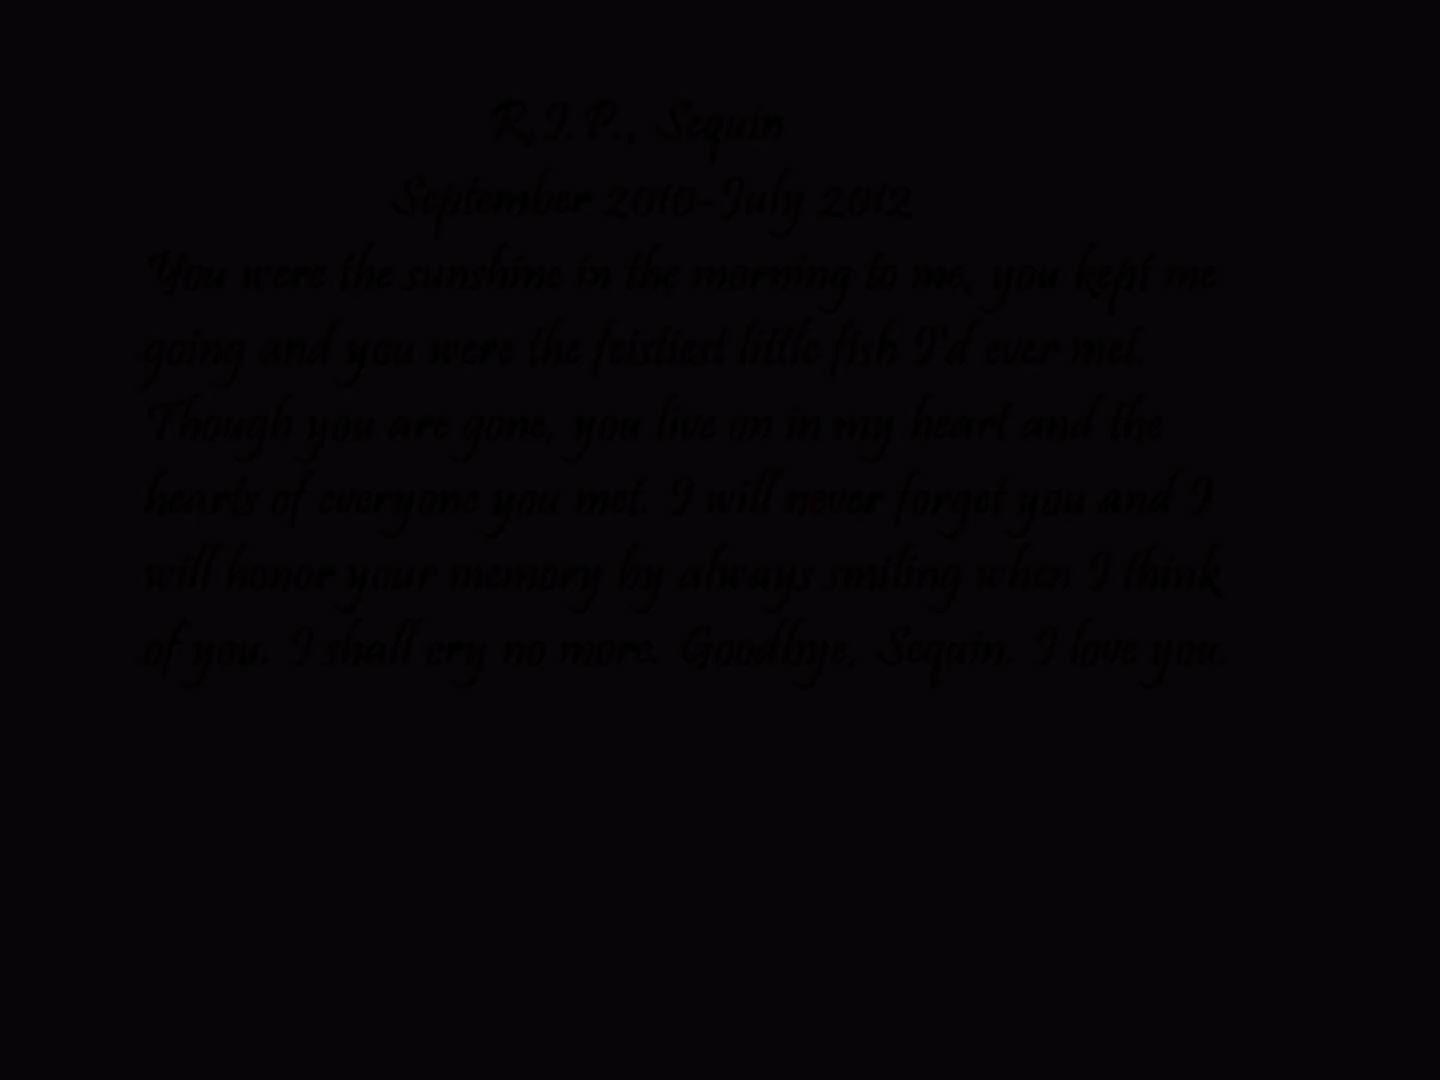 R.I.P., Sequin
September 2010-July 2012
You were the sunshine in the morning to me, you kept me
going and you were the feistiest little fish I'd ever met.
Though you are gone, you live on in my heart and the
hearts of everyone you met. I will never forget you and I
will honor your memory by always smiling when I think
of you. I shall cry no more. Goodbye, Sequin. I love you.